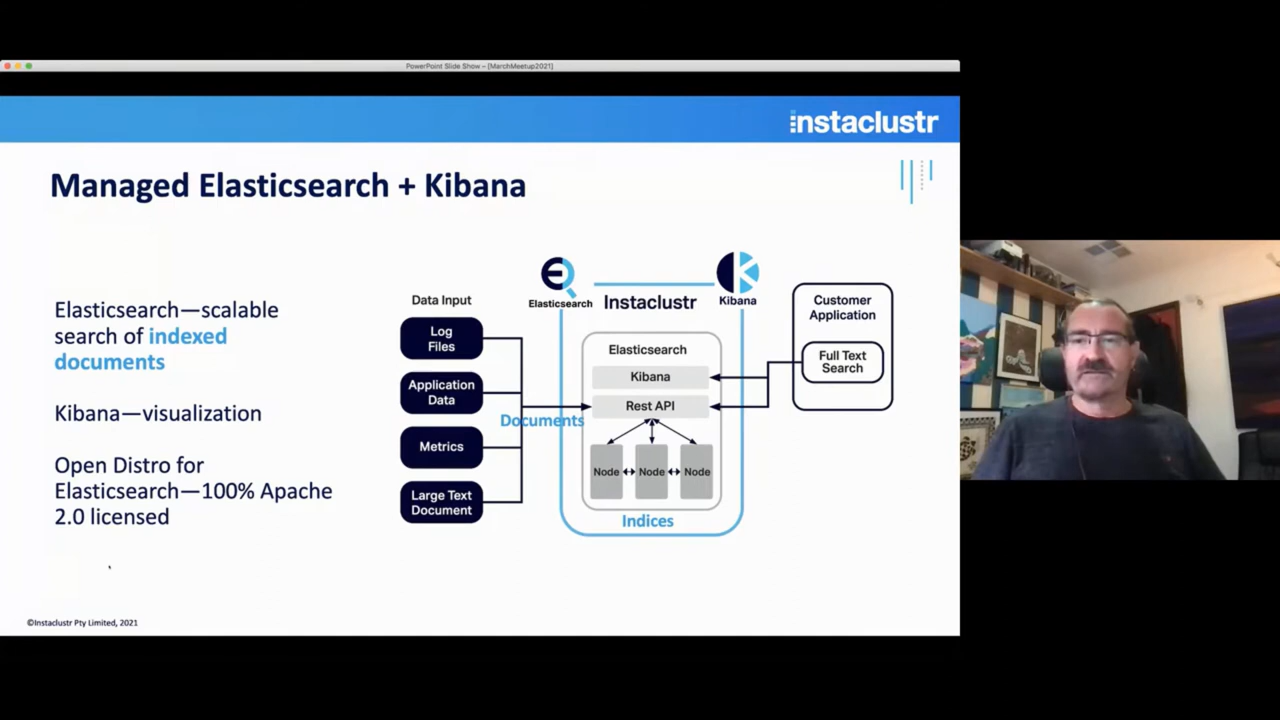 PowerPoint Slide Show - [MarchMeetup2021]
instaclustr
Managed Elasticsearch + Kibana
Elasticsearch—scalable
search of indexed
documents
Kibana—visualization
Open Distro for
Elasticsearch—100% Apache
2.0 licensed
Data Input
Log
Files
Application
Data
Metrics
Large Text
Document
Documents
Elasticsearch
Instaclustr
Kibana
Elasticsearch
Kibana
Rest API
Node
Node
Node
Indices
Customer
Application
Full Text
Search
©Instaclustr Pty Limited, 2021